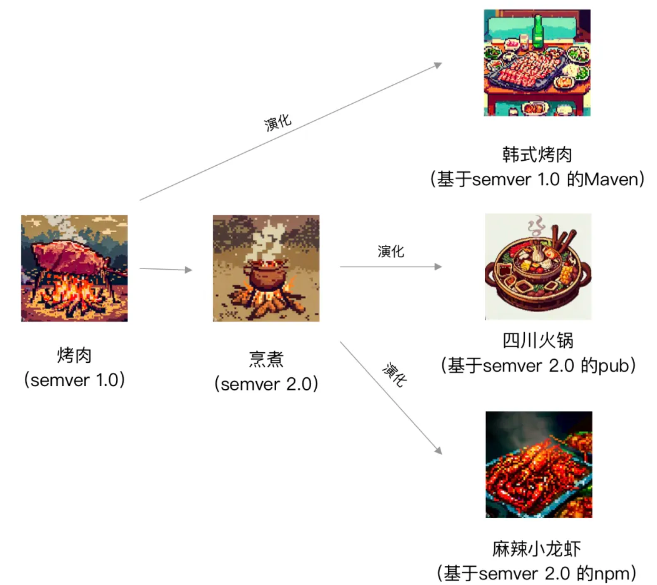 演化
韩式烤肉
(基于semver 1.0 的Maven)
烤肉
(semver 1.0)
烹煮
(semver 2.0)
演化
四川火锅
(基于semver 2.0 的pub)
演化
麻辣小龙虾
(基于semver 2.0 的npm)